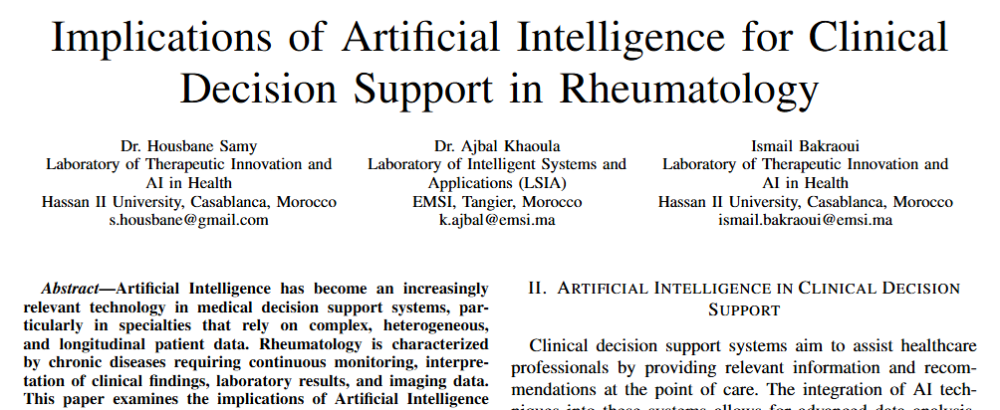 Implications of Artificial Intelligence for Clinical
Decision Support in Rheumatology
Dr. Housbane Samy
Laboratory of Therapeutic Innovation and
AI in Health
Hassan II University, Casablanca, Morocco
s.housbane@gmail.com
Dr. Ajbal Khaoula
Laboratory of Intelligent Systems and
Applications (LSIA)
EMSI, Tangier, Morocco
k.ajbal@emsi.ma
Ismail Bakraoui
Laboratory of Therapeutic Innovation and
AI in Health
Hassan II University, Casablanca, Morocco
ismail.bakraoui@emsi.ma
Abstract—Artificial Intelligence has become an increasingly
relevant technology in medical decision support systems, par-
ticularly in specialties that rely on complex, heterogeneous,
and longitudinal patient data. Rheumatology is characterized
by chronic diseases requiring continuous monitoring, interpre-
tation of clinical findings, laboratory results, and imaging data.
This paper examines the implications of Artificial Intelligence
II. ARTIFICIAL INTELLIGENCE IN CLINICAL DECISION
SUPPORT
Clinical decision support systems aim to assist healthcare
professionals by providing relevant information and recom-
mendations at the point of care. The integration of AI tech-
niques into these systems allows for advanced data analysis,